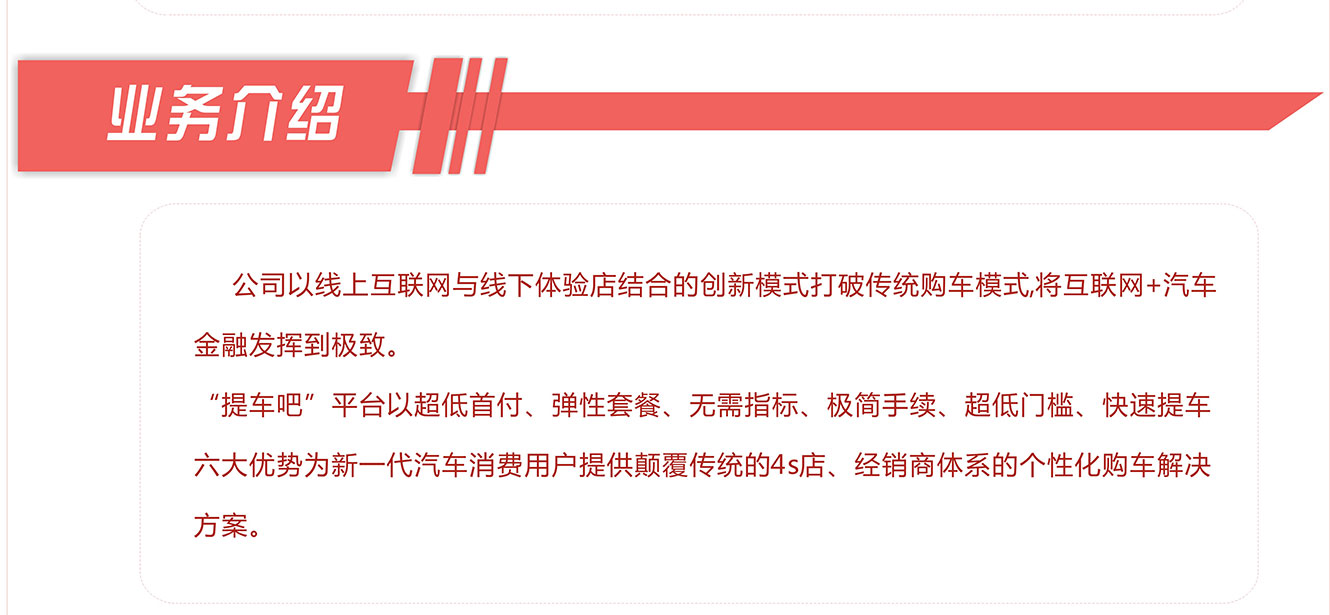 业务介绍
公司以线上互联网与线下体验店结合的创新模式打破传统购车模式,将互联网+汽车
金融发挥到极致。
“提车吧”平台以超低首付、弹性套餐、无需指标、极简手续、超低门槛、快速提车
六大优势为新一代汽车消费用户提供颠覆传统的4s店、经销商体系的个性化购车解决
方案。